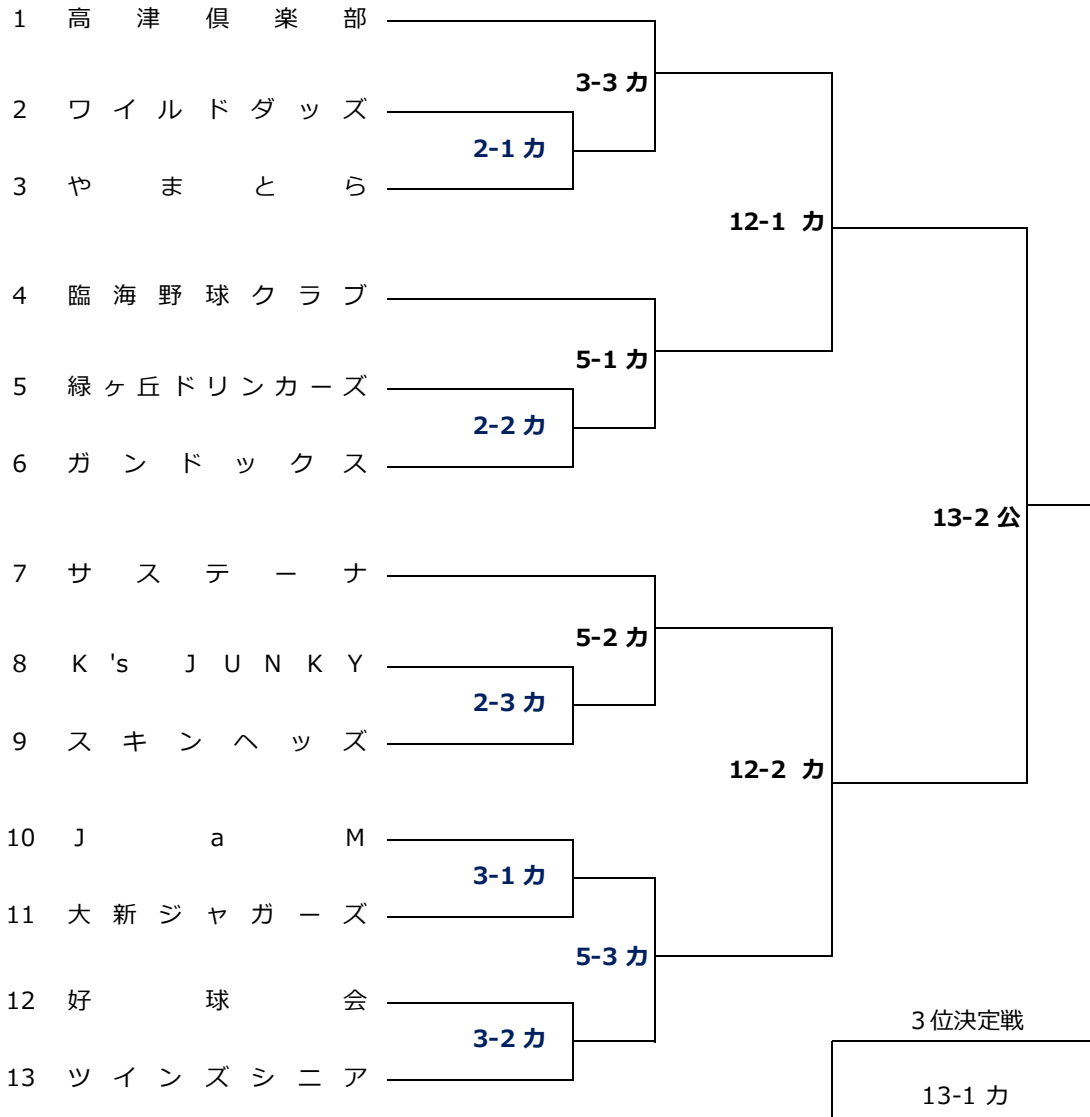 1 高津倶楽部
3-3 カ
2 ワイルドダッズ
2-1 カ
3 やまとら
12-1 カ
4 臨海野球クラブ
5-1 カ
5 緑ヶ丘ドリンカーズ
2-2 カ
6 ガンドックス
13-2 公
7 サステーナ
5-2 カ
8 K's JUNKY
2-3 カ
9 スキンヘッズ
12-2 カ
10 JaM
3-1 カ
11 大新ジャガーズ
5-3 カ
12 好球会
3位決定戦
3-2 カ
13 ツインズシニア
13-1 カ